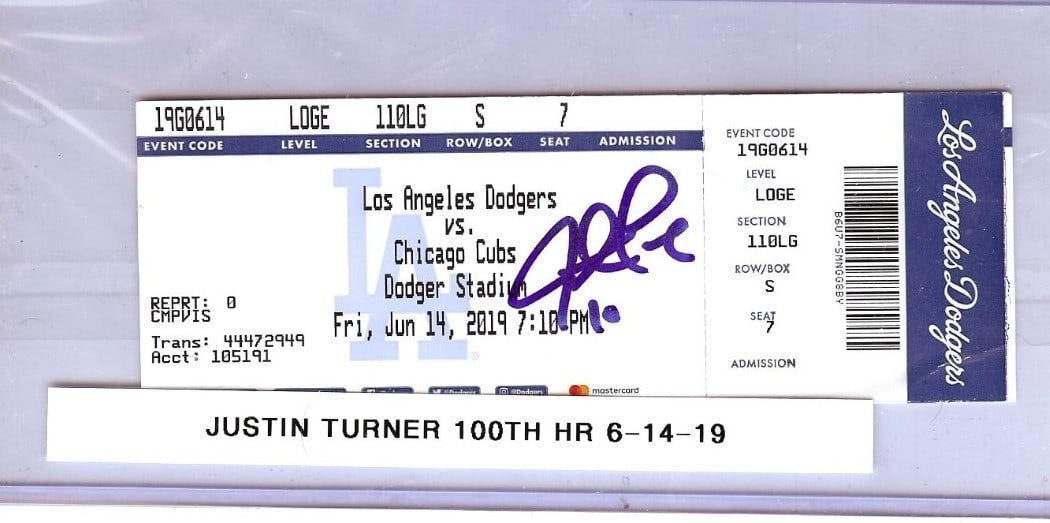 19G0614 LOGE 110LG S 7
EVENT CODE LEVEL SECTION ROW/BOX SEAT ADMISSION
Los Angeles Dodgers
vs.
Chicago Cubs
Dodger Stadium
Fri, Jun 14, 2019 7:10 PM
LA
10
REPRT: 0
CMPVIS
Trans: 44472949
Acct: 105191
@Dodgers
mastercard
EVENT CODE
19G0614
LEVEL
LOGE
SECTION
110LG
ROW/BOX
S
SEAT
7
ADMISSION
Los Angeles Dodgers
JUSTIN TURNER 100TH HR 6-14-19